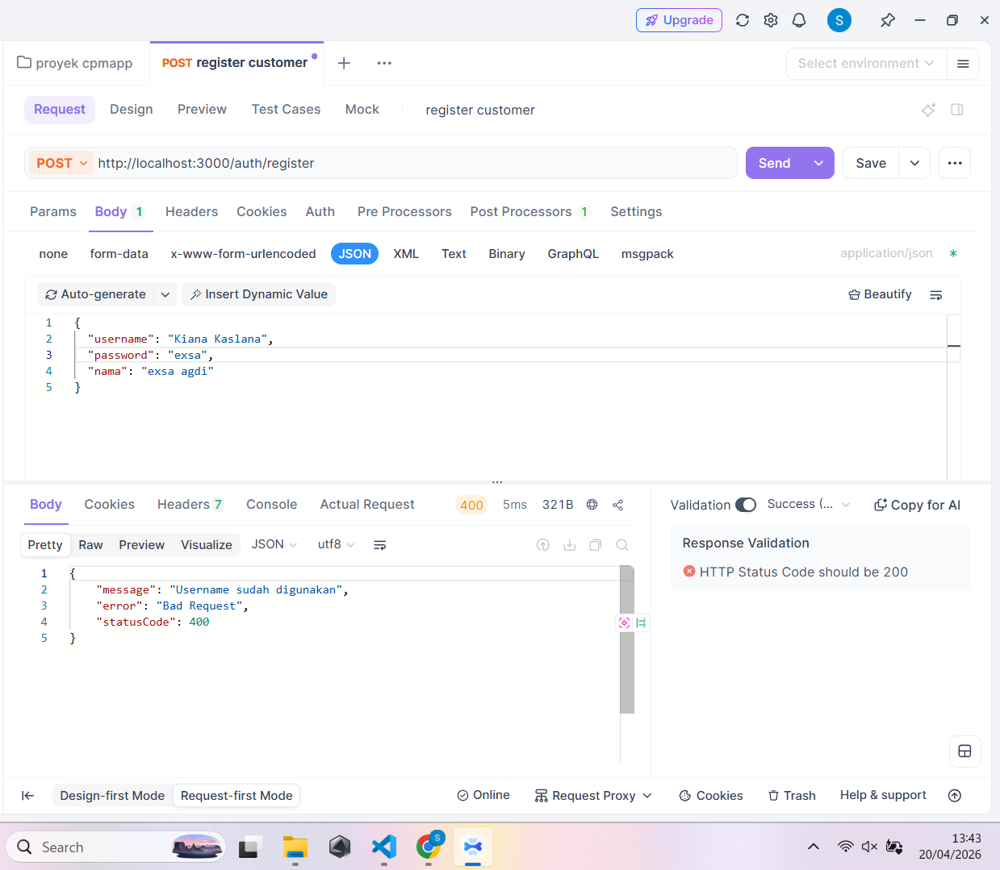 Upgrade
S
proyek cpmapp
POST register customer
Select environment
Request Design Preview Test Cases Mock register customer
POST http://localhost:3000/auth/register Send Save
Params Body 1 Headers Cookies Auth Pre Processors Post Processors 1 Settings
none form-data x-www-form-urlencoded JSON XML Text Binary GraphQL msgpack application/json *
Auto-generate Insert Dynamic Value Beautify
1 {
2 "username": "Kiana Kaslana",
3 "password": "exsa",
4 "nama": "exsa agdi"
5 }
Body Cookies Headers 7 Console Actual Request 400 · 5ms · 321B
Validation Success (... Copy for AI
Pretty Raw Preview Visualize JSON utf8
Response Validation
HTTP Status Code should be 200
1 {
2 "message": "Username sudah digunakan",
3 "error": "Bad Request",
4 "statusCode": 400
5 }
Design-first Mode Request-first Mode Online Request Proxy Cookies Trash Help & support
Search
S
13:43
20/04/2026